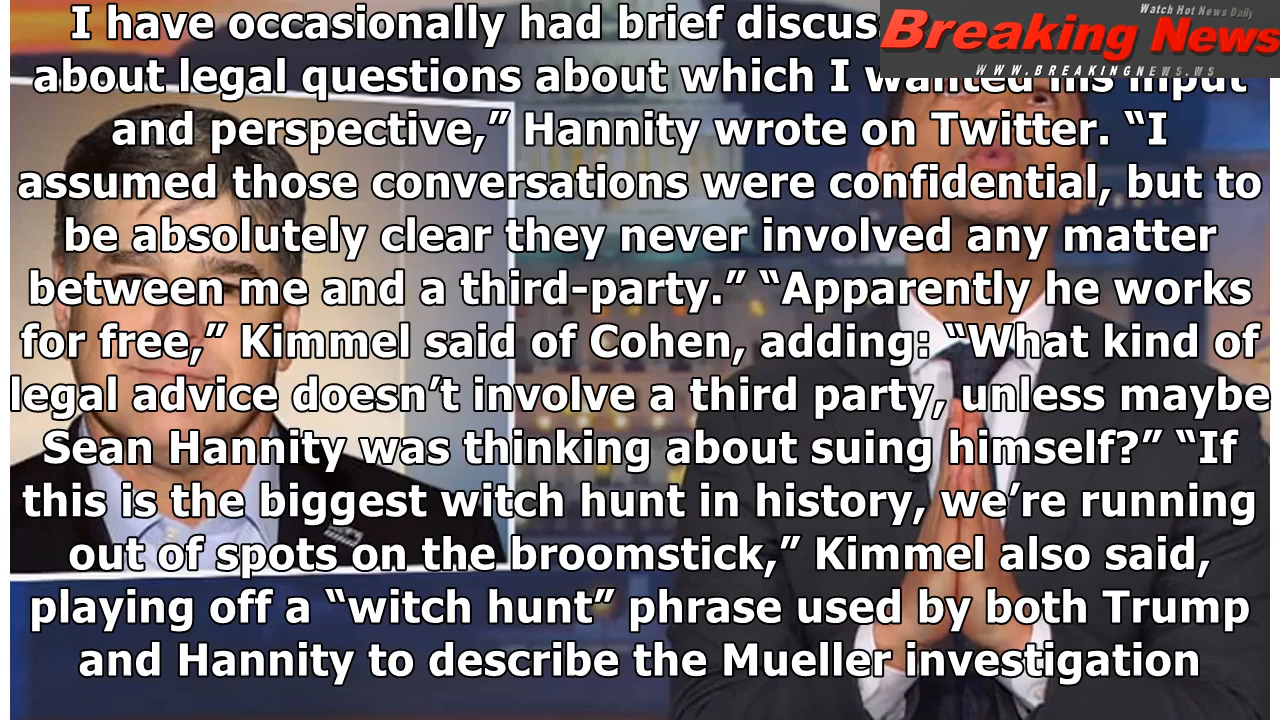 I have occasionally had brief discus
Watch Hot News Daily
Breaking News
WWW.BREAKINGNEWS.WS
about legal questions about which I wanted his input
and perspective,” Hannity wrote on Twitter. “I
assumed those conversations were confidential, but to
be absolutely clear they never involved any matter
between me and a third-party.” “Apparently he works
for free,” Kimmel said of Cohen, adding: “What kind of
legal advice doesn’t involve a third party, unless maybe
Sean Hannity was thinking about suing himself?” “If
this is the biggest witch hunt in history, we’re running
out of spots on the broomstick,” Kimmel also said,
playing off a “witch hunt” phrase used by both Trump
and Hannity to describe the Mueller investigation